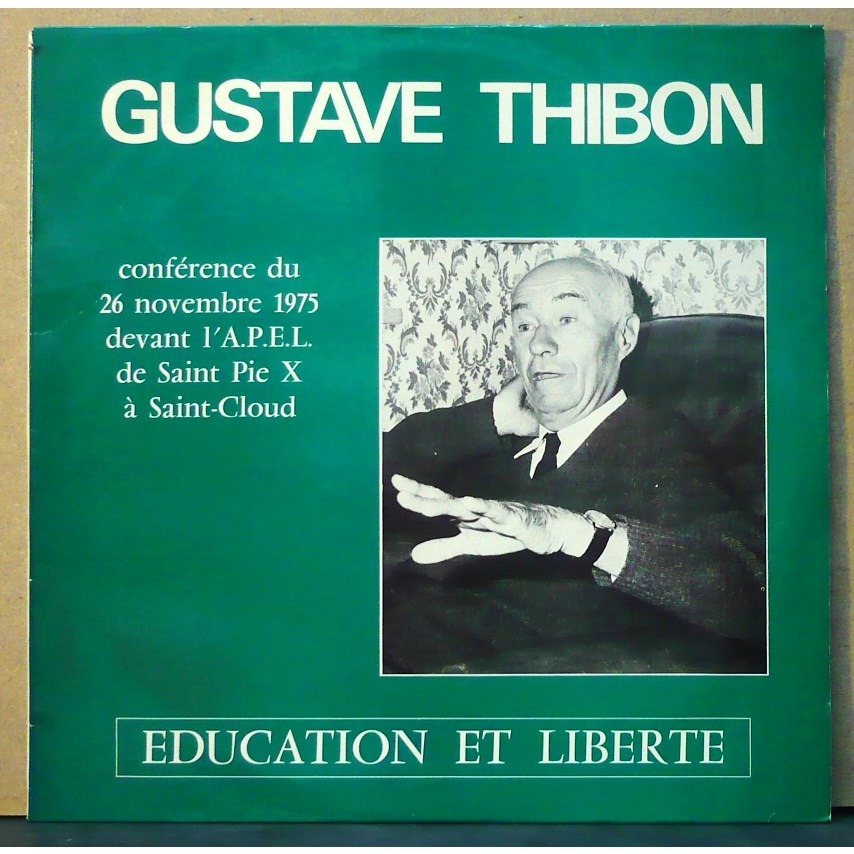 GUSTAVE THIBON
conférence du
26 novembre 1975
devant l'A.P.E.L.
de Saint Pie X
à Saint-Cloud
EDUCATION ET LIBERTE